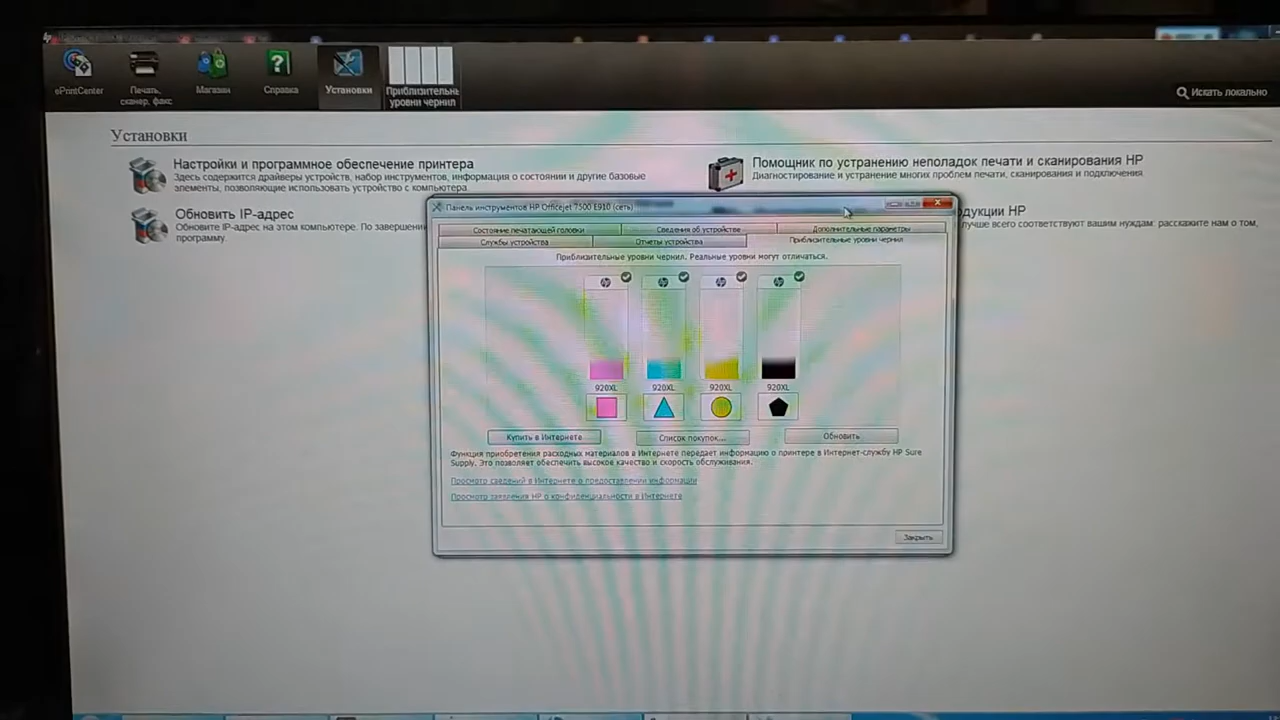 ePrintCenter
Печать, сканер, факс
Магазин
Справка
Установки
Приблизительнь уровни чернил
Искать локально
Установки
Настройки и программное обеспечение принтера
Здесь содержится драйверы устройств, набор инструментов, информация о состоянии и другие базовые
элементы, позволяющие использовать устройство с компьютера.
Помощник по устранению неполадок печати и сканирования HP
Диагностирование и устранение многих проблем печати, сканирования и подключения.
Обновить IP-адрес
Обновите IP-адрес на этом компьютере. По завершени
программу.
одукции HP
лучше всего соответствуют вашим нуждам: расскажите нам о том,
Панель инструментов HP Officejet 7500 E910 (сеть)
Состояние печатающей головки
Сведения об устройстве
Дополнительные параметры
Службы устройства
Отчеты устройства
Приблизительные уровни чернил
Приблизительные уровни чернил. Реальные уровни могут отличаться.
920XL
920XL
920XL
920XL
Купить в Интернете
Список покупок...
Обновить
Функция приобретения расходных материалов в Интернете передает информацию о принтере в Интернет-службу HP Sure
Supply. Это позволяет обеспечить высокое качество и скорость обслуживания.
Просмотр сведений в Интернете о предоставлении информации
Просмотр заявления HP о конфиденциальности в Интернете
Закрыть